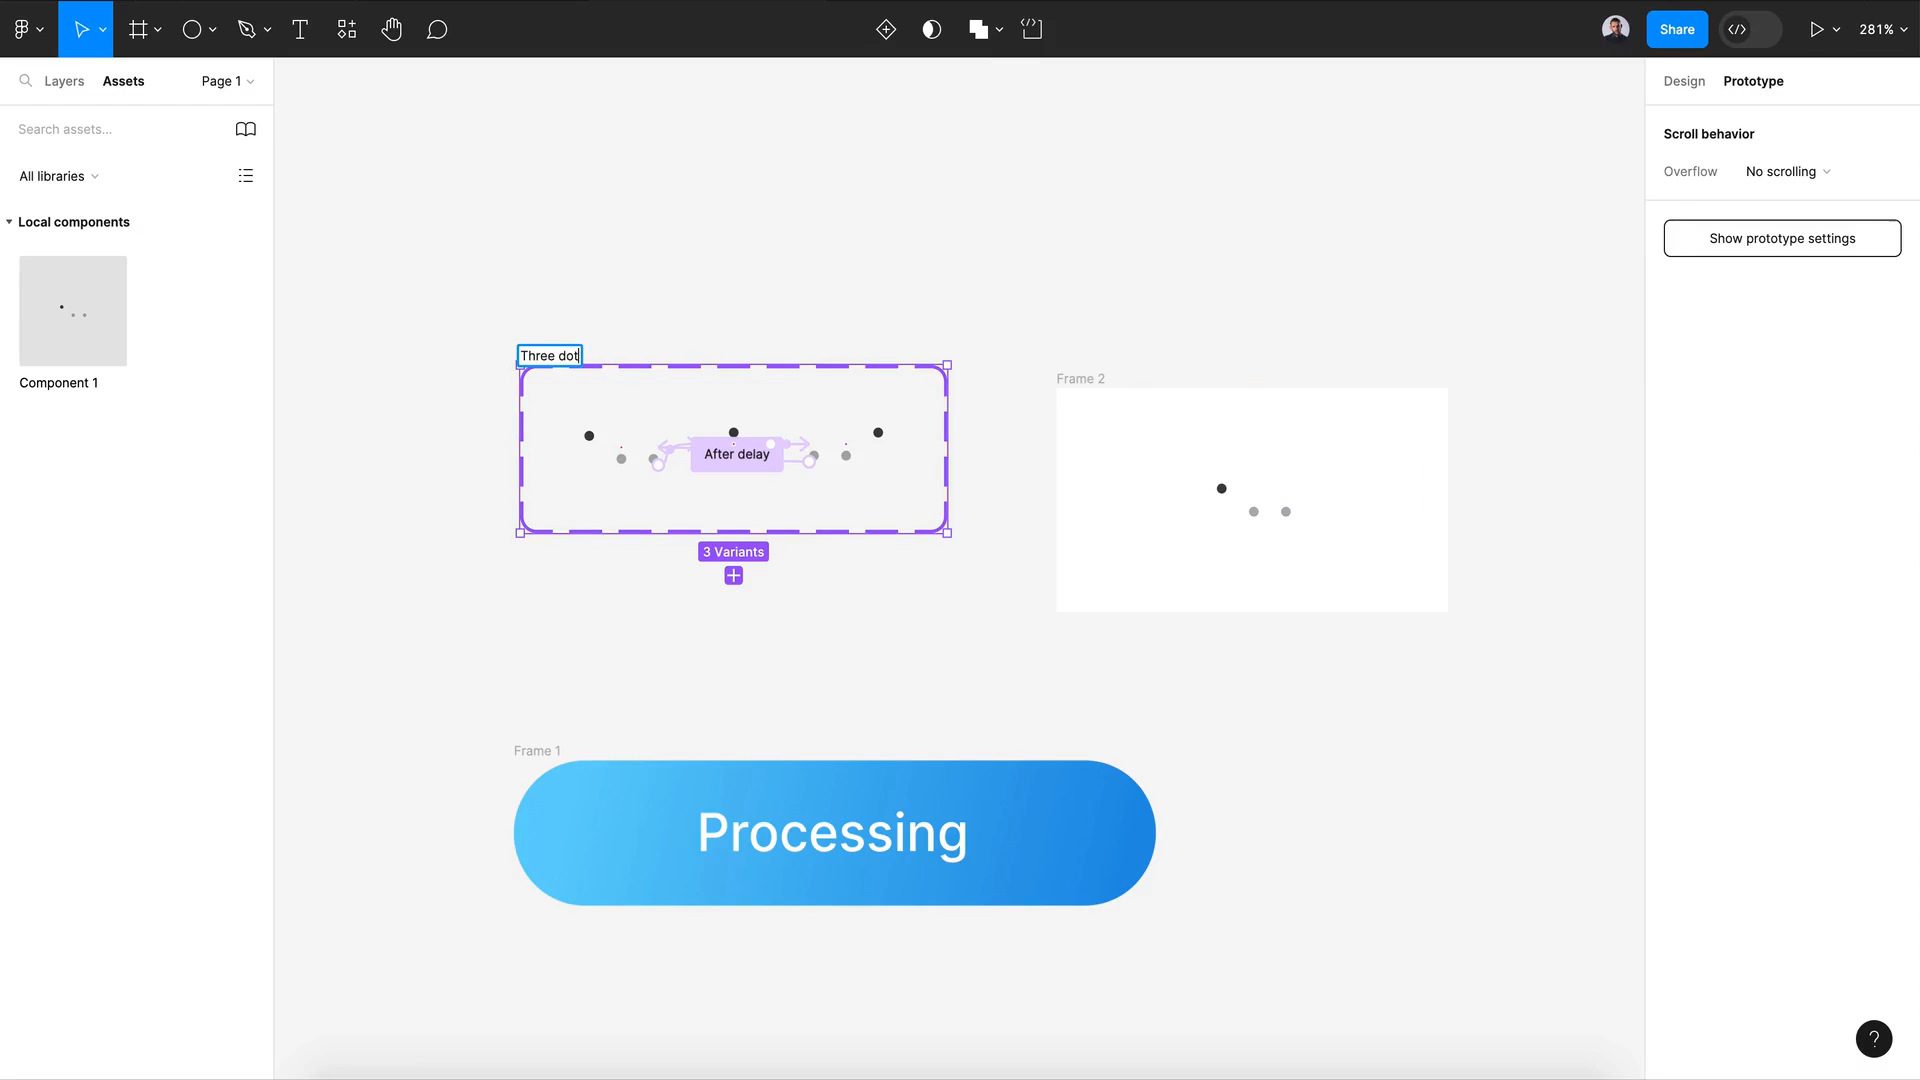 Share
281%
Layers
Assets
Page 1
Design
Prototype
Search assets...
Scroll behavior
All libraries
Overflow
No scrolling
Local components
Show prototype settings
Three dot
Frame 2
Component 1
After delay
3 Variants
Frame 1
Processing
?